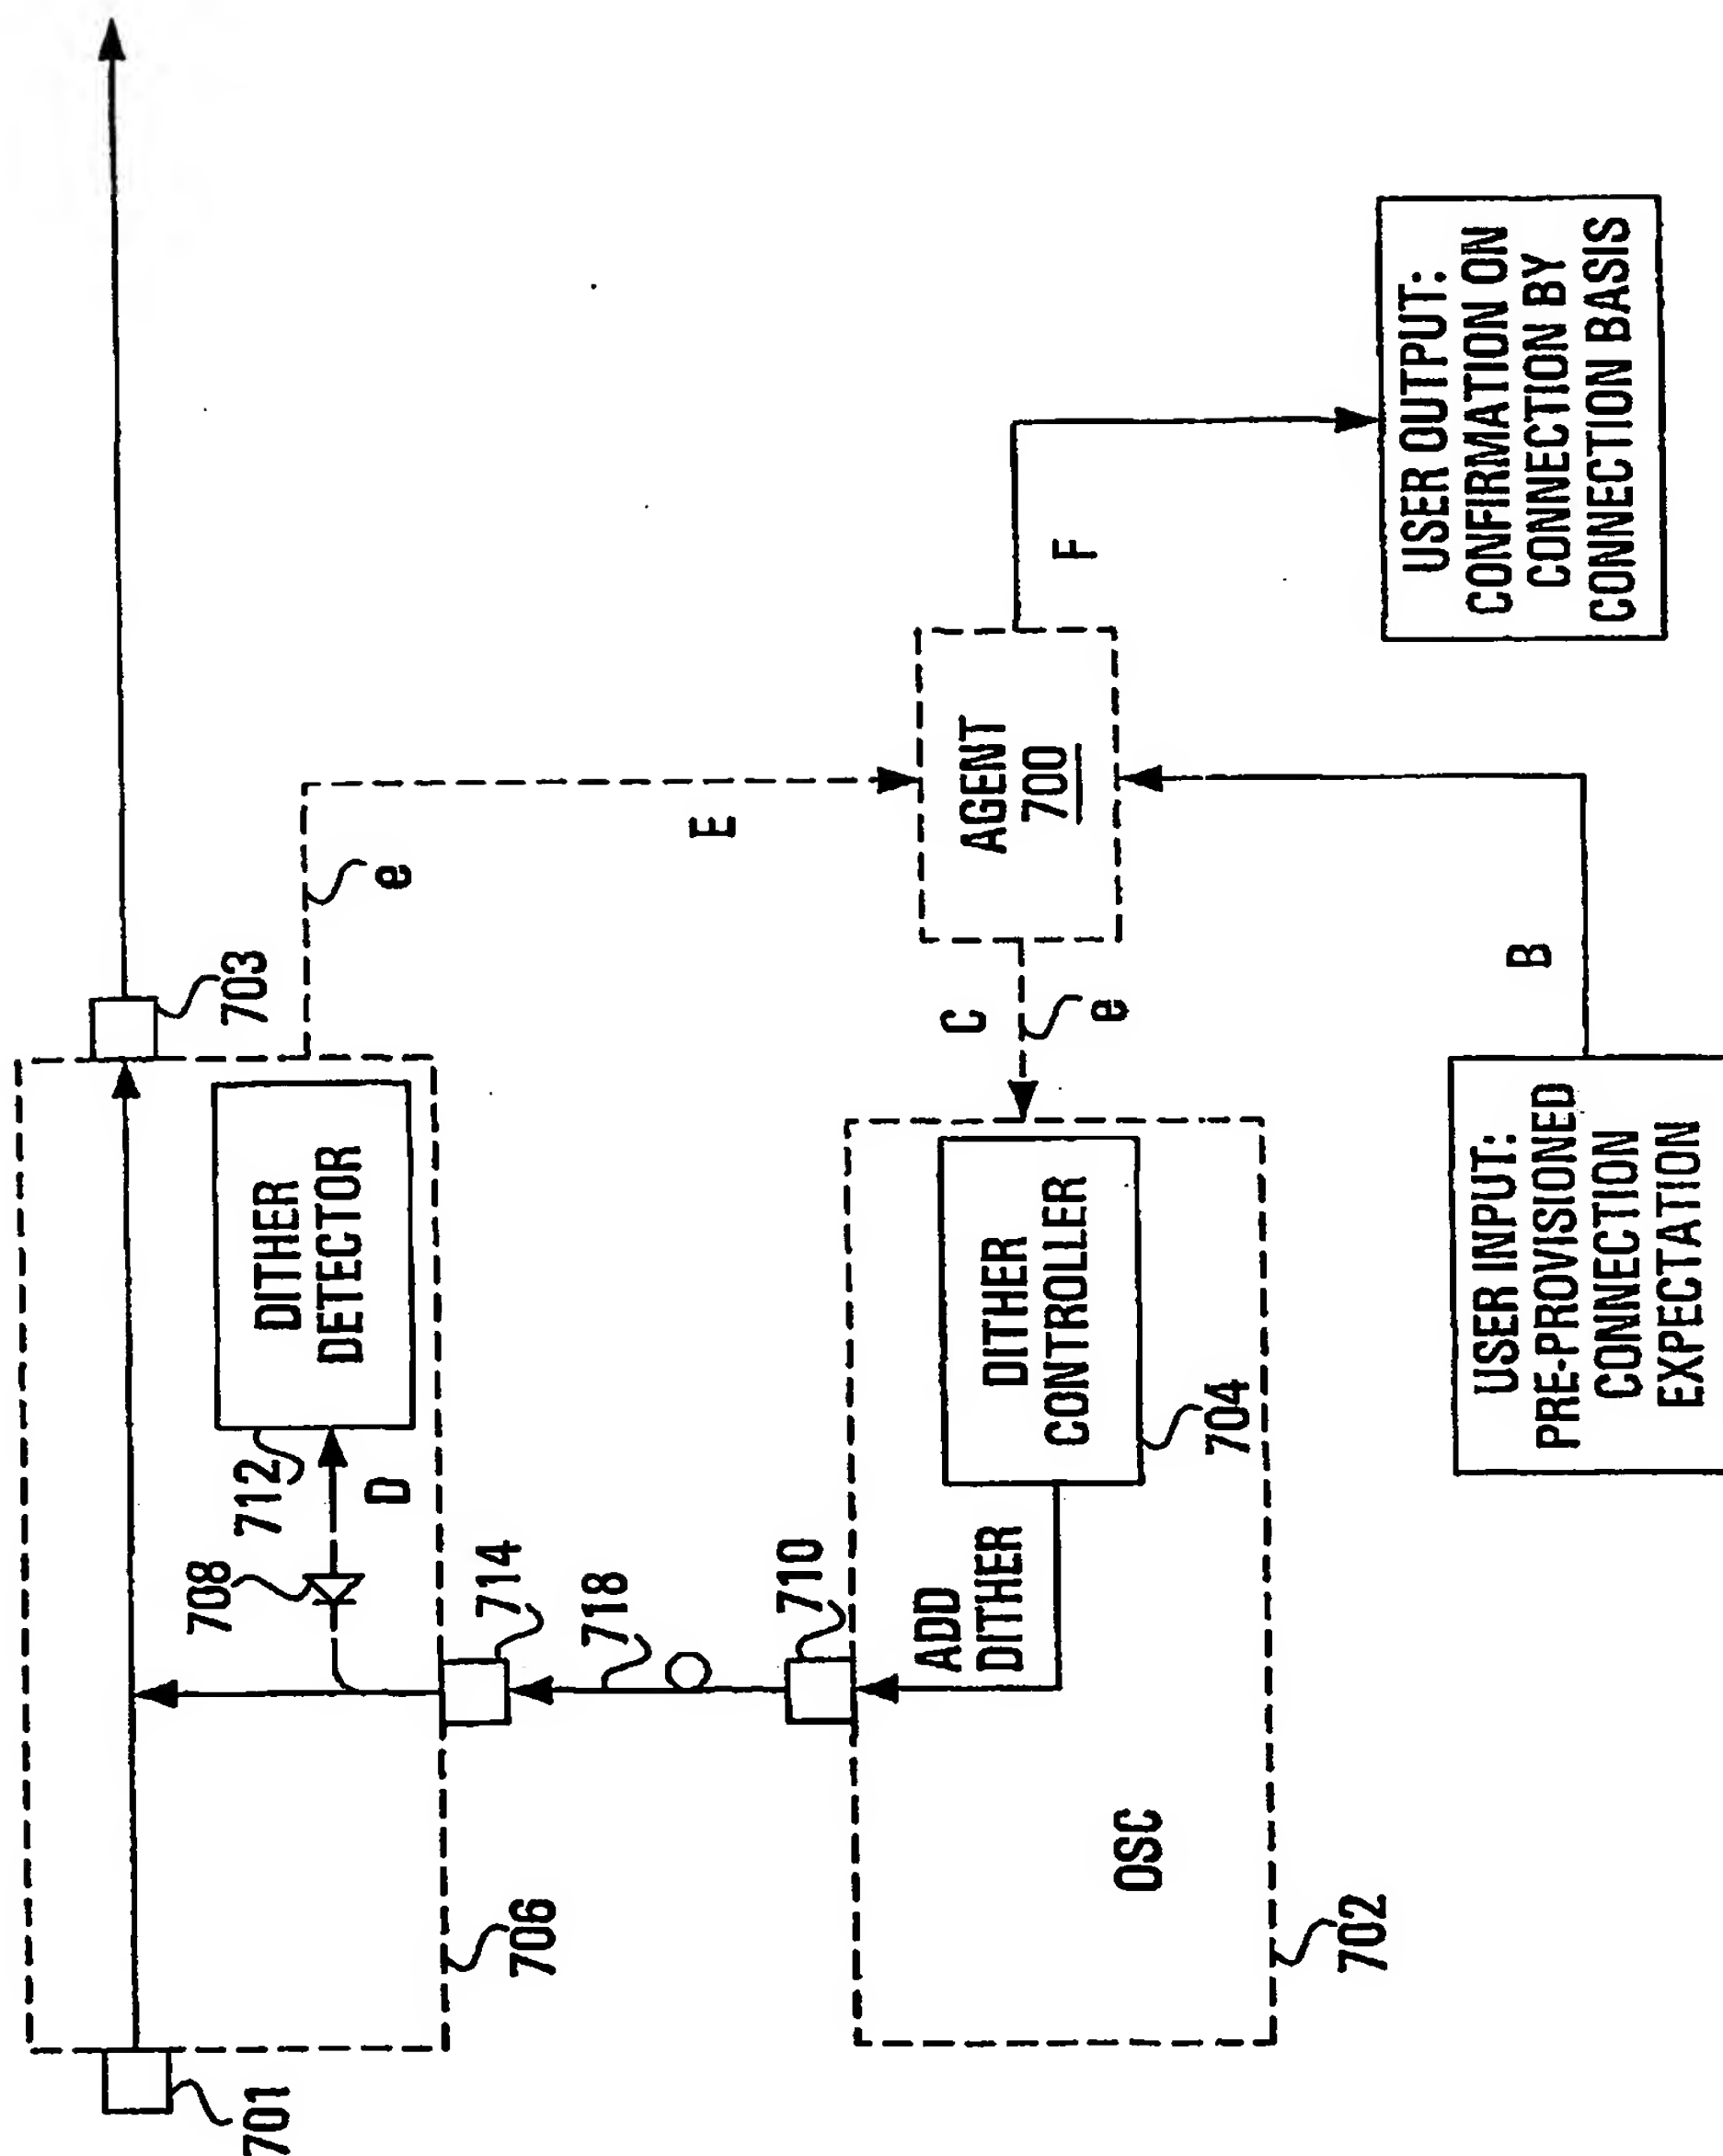 701
703
706
712
DITHER
DETECTOR
708
D
714
718
710
e
E
ADD
DITHER
DITHER
CONTROLLER
704
OSC
702
C
e
AGENT
700
F
B
USER INPUT:
PRE-PROVISIONED
CONNECTION
EXPECTATION
USER OUTPUT:
CONFIRMATION ON
CONNECTION BY
CONNECTION BASIS